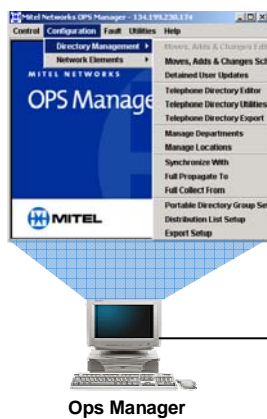 Mitel Networks OPS Manager - 134.199.230.174
Control Configuration Fault Utilities Help
Directory Management
Network Elements
Moves, Adds & Changes Edi
Moves, Adds & Changes Sch
Detained User Updates
Telephone Directory Editor
Telephone Directory Utilities
Telephone Directory Export
Manage Departments
Manage Locations
Synchronize With
Full Propagate To
Full Collect From
Portable Directory Group Se
Distribution List Setup
Export Setup
MITEL NETWORKS
OPS Manage
MITEL
Ops Manager